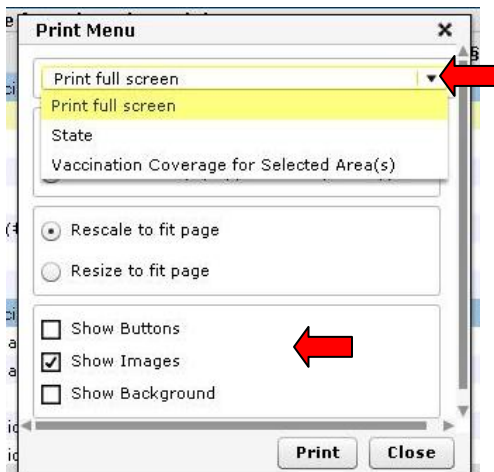 Print Menu
Print full screen
Print full screen
State
Vaccination Coverage for Selected Area(s)
Rescale to fit page
Resize to fit page
Show Buttons
Show Images
Show Background
Print Close